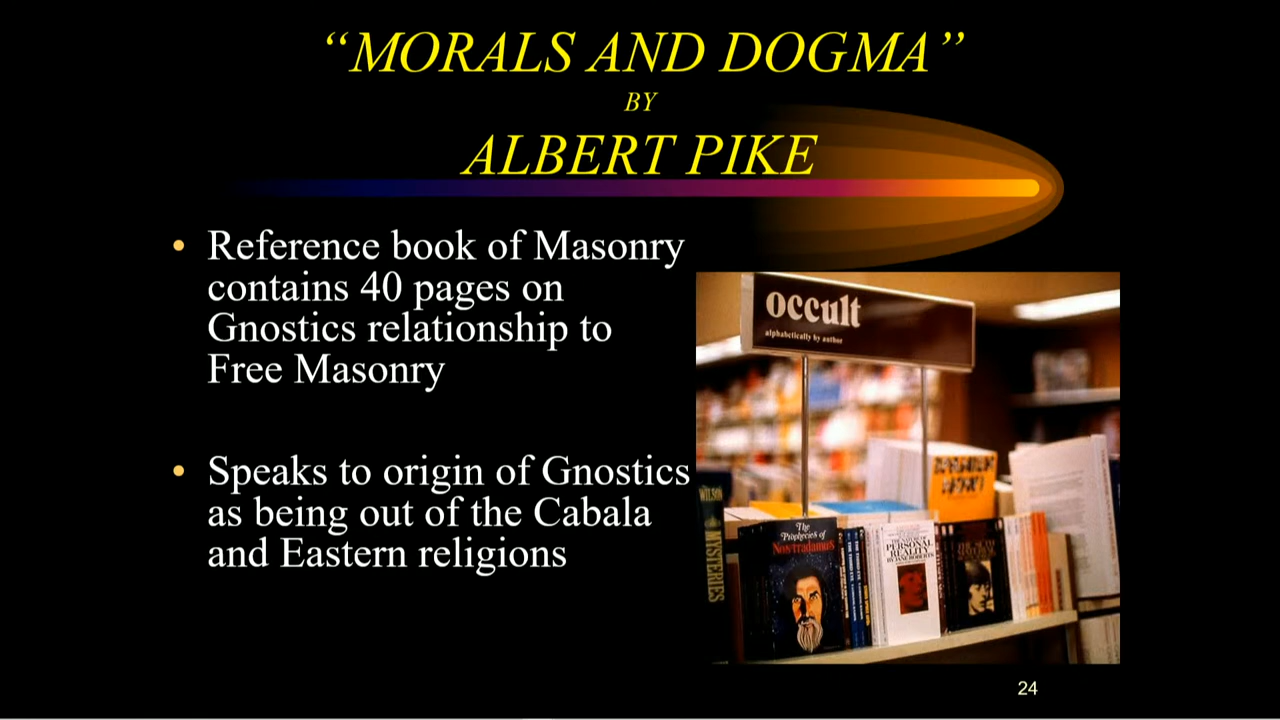 “MORALS AND DOGMA”
BY
ALBERT PIKE
• Reference book of Masonry
contains 40 pages on
Gnostics relationship to
Free Masonry
• Speaks to origin of Gnostics
as being out of the Cabala
and Eastern religions
occult
alphabetically by author
WILSON
MYSTERIES
The
Prophecies of
Nostradamus
PERSONAL
REALITY
24